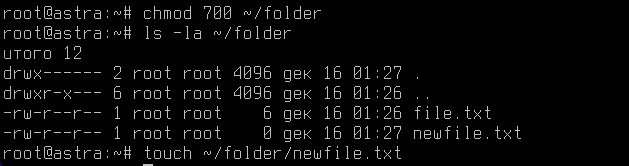 root@astra:~# chmod 700 ~/folder
root@astra:~# ls -la ~/folder
итого 12
drwx------ 2 root root 4096 дек 16 01:27 .
drwxr-x--- 6 root root 4096 дек 16 01:26 ..
-rw-r--r-- 1 root root    6 дек 16 01:26 file.txt
-rw-r--r-- 1 root root    0 дек 16 01:27 newfile.txt
root@astra:~# touch ~/folder/newfile.txt